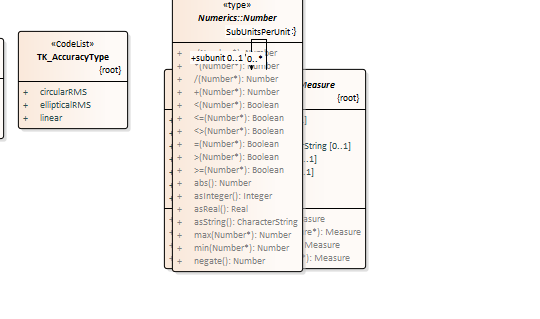 «CodeList»
TK_AccuracyType
{root}
+ circularRMS
+ ellipticalRMS
+ linear
«type»
Numerics::Number
SubUnitsPerUnit:}
+subunit 0..1
0..*
+ *(Number*): Number
+ /(Number*): Number
+ +(Number*): Number
+ <(Number*): Boolean
+ <=(Number*): Boolean
+ <>(Number*): Boolean
+ =(Number*): Boolean
+ >(Number*): Boolean
+ >=(Number*): Boolean
+ abs(): Number
+ asInteger(): Integer
+ asReal(): Real
+ asString(): CharacterString
+ max(Number*): Number
+ min(Number*): Number
+ negate(): Number
Measure
{root}
]
String [0..1]
..1]
.1]
easure
re*): Measure
Measure
*): Measure